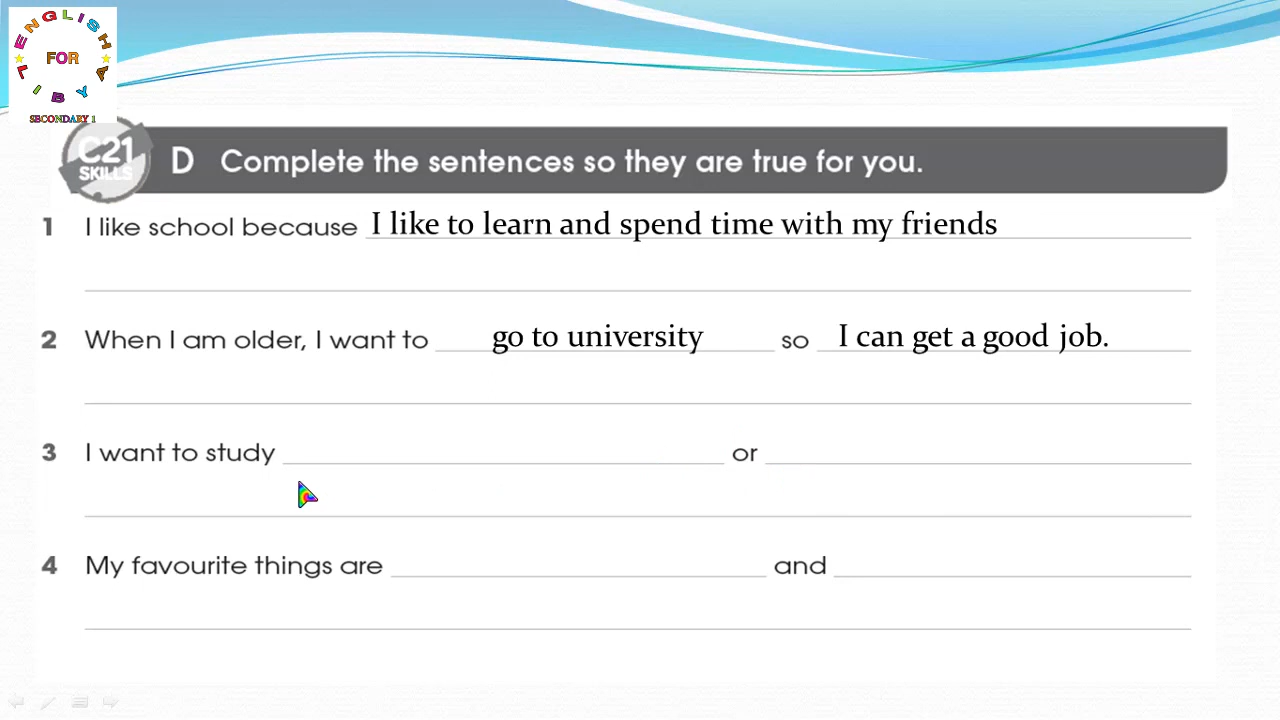 ENGLISH
FOR
LIBYA
SECONDARY 1
C21 SKILLS
D Complete the sentences so they are true for you.
1 I like school because I like to learn and spend time with my friends
2 When I am older, I want to go to university so I can get a good job.
3 I want to study or
4 My favourite things are and